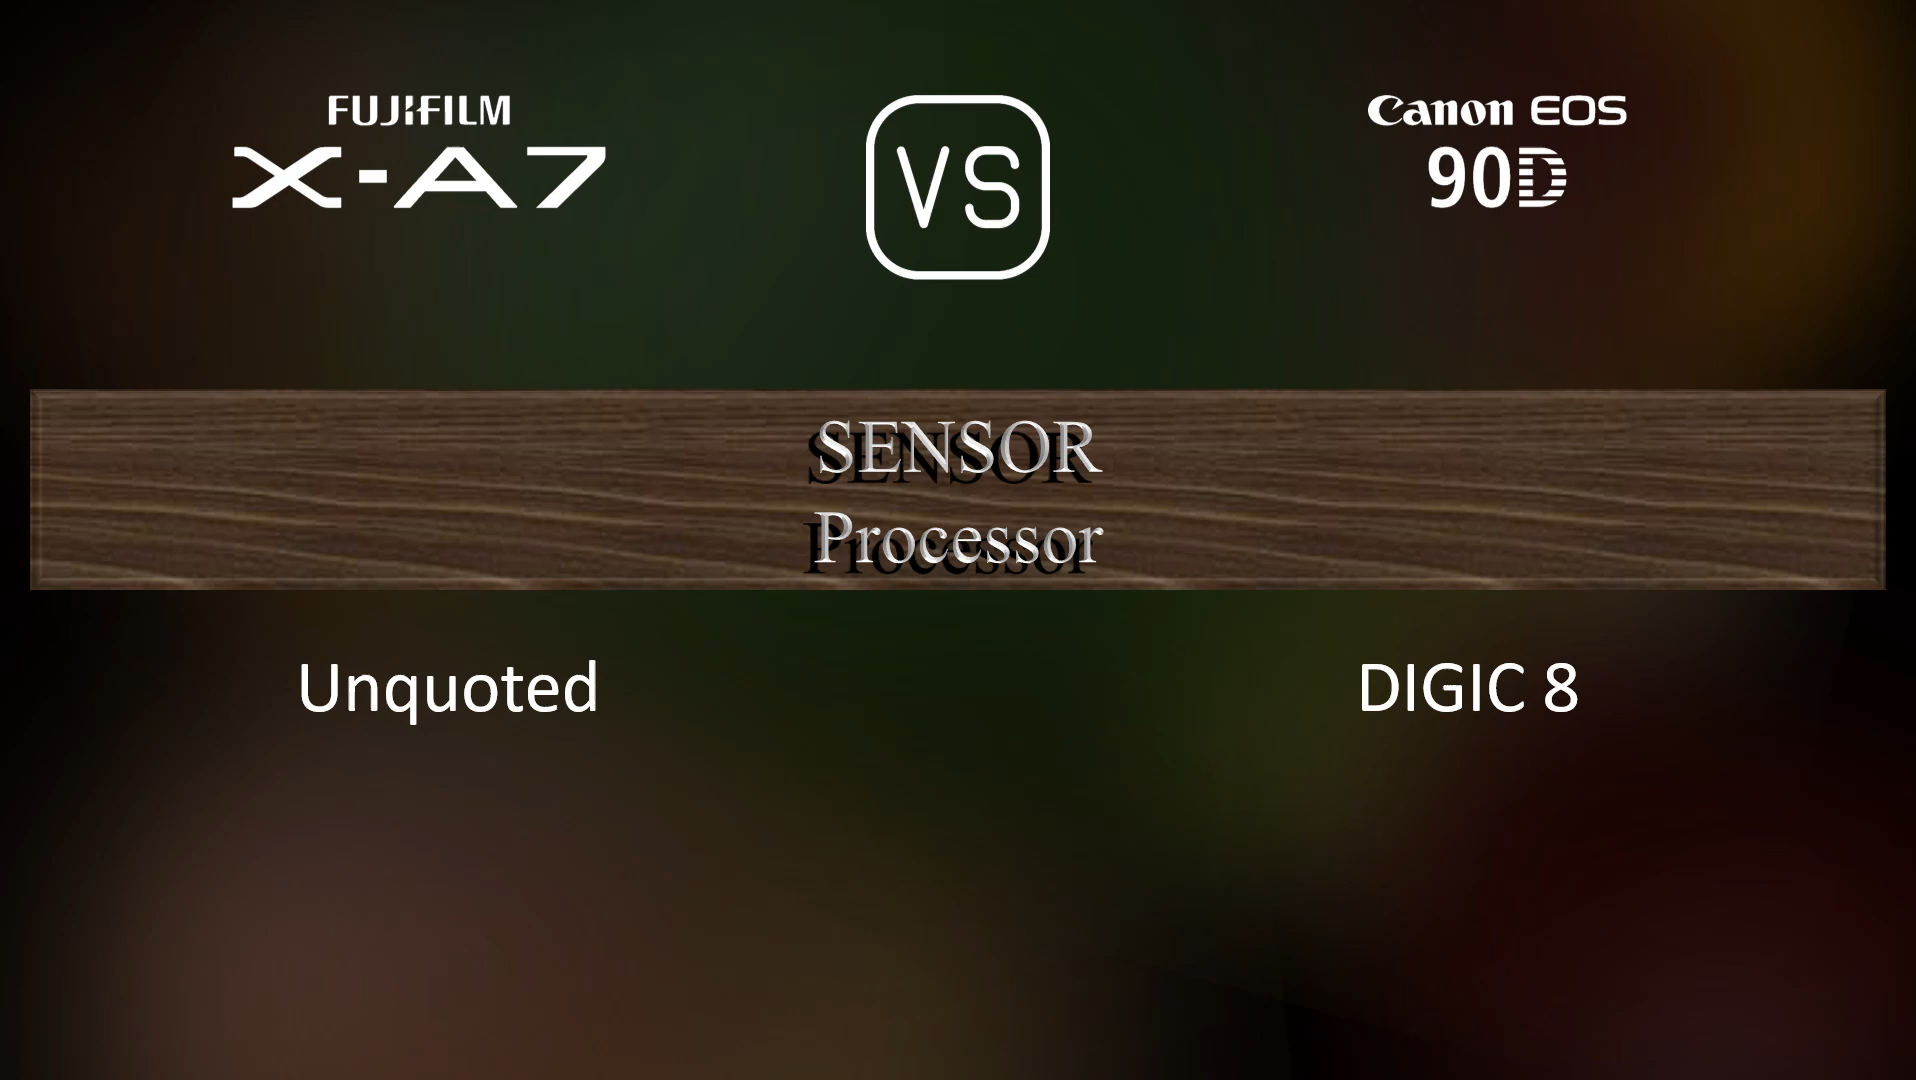 FUJIFILM
X-A7
VS
Canon EOS
90D
SENSOR
Processor
Unquoted
DIGIC 8